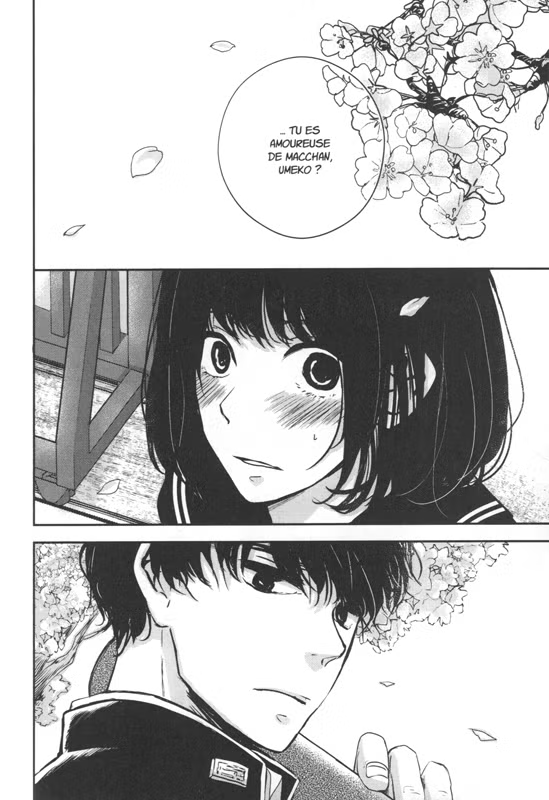 ... TU ES
AMOUREUSE
DE MACCHAN,
UMEKO ?